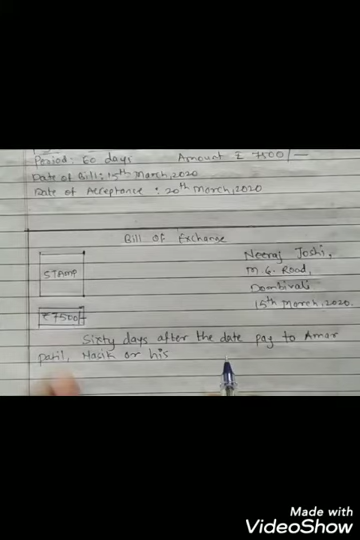 Period: 60 days Amount ₹ 7500/-
Date of Bill: 15th March, 2020
Date of Acceptance : 20th March, 2020
Bill of Exchange
STAMP
Neeraj Joshi,
M. G. Road,
Dombivali
15th March, 2020.
₹7500/-
Sixty days after the date pay to Amar
patil, Nasik or his
Made with
VideoShow